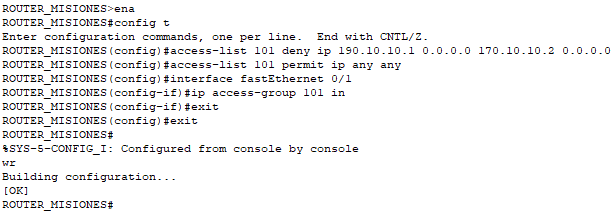 ROUTER_MISIONES>ena
ROUTER_MISIONES#config t
Enter configuration commands, one per line.  End with CNTL/Z.
ROUTER_MISIONES(config)#access-list 101 deny ip 190.10.10.1 0.0.0.0 170.10.10.2 0.0.0.0
ROUTER_MISIONES(config)#access-list 101 permit ip any any
ROUTER_MISIONES(config)#interface fastEthernet 0/1
ROUTER_MISIONES(config-if)#ip access-group 101 in
ROUTER_MISIONES(config-if)#exit
ROUTER_MISIONES(config)#exit
ROUTER_MISIONES#
%SYS-5-CONFIG_I: Configured from console by console
wr
Building configuration...
[OK]
ROUTER_MISIONES#